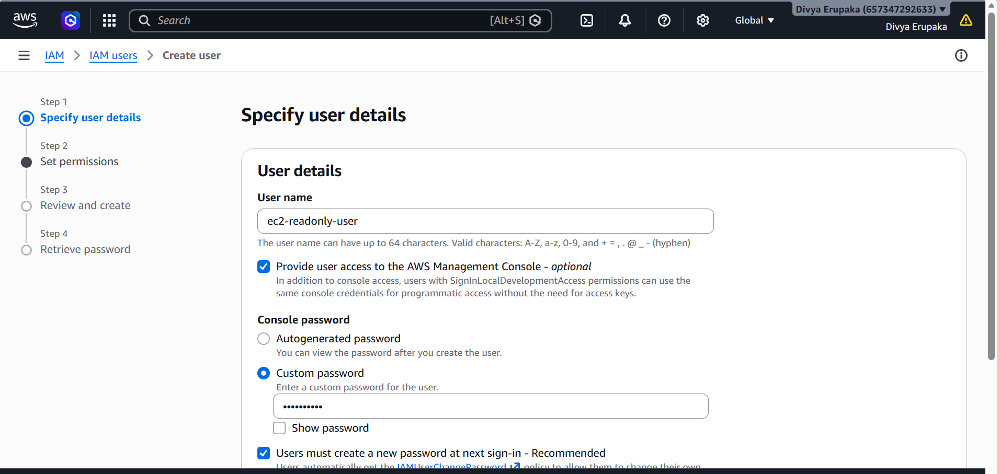 aws
Search
[Alt+S]
Global
Divya Erupaka (657347292633)
Divya Erupaka
IAM
IAM users
Create user
Step 1
Specify user details
Step 2
Set permissions
Step 3
Review and create
Step 4
Retrieve password
Specify user details
User details
User name
ec2-readonly-user
The user name can have up to 64 characters. Valid characters: A-Z, a-z, 0-9, and + = , . @ _ - (hyphen)
Provide user access to the AWS Management Console - optional
In addition to console access, users with SignInLocalDevelopmentAccess permissions can use the
same console credentials for programmatic access without the need for access keys.
Console password
Autogenerated password
You can view the password after you create the user.
Custom password
Enter a custom password for the user.
••••••••••
Show password
Users must create a new password at next sign-in - Recommended
Users automatically get the IAMUserChangePassword policy to allow them to change their own